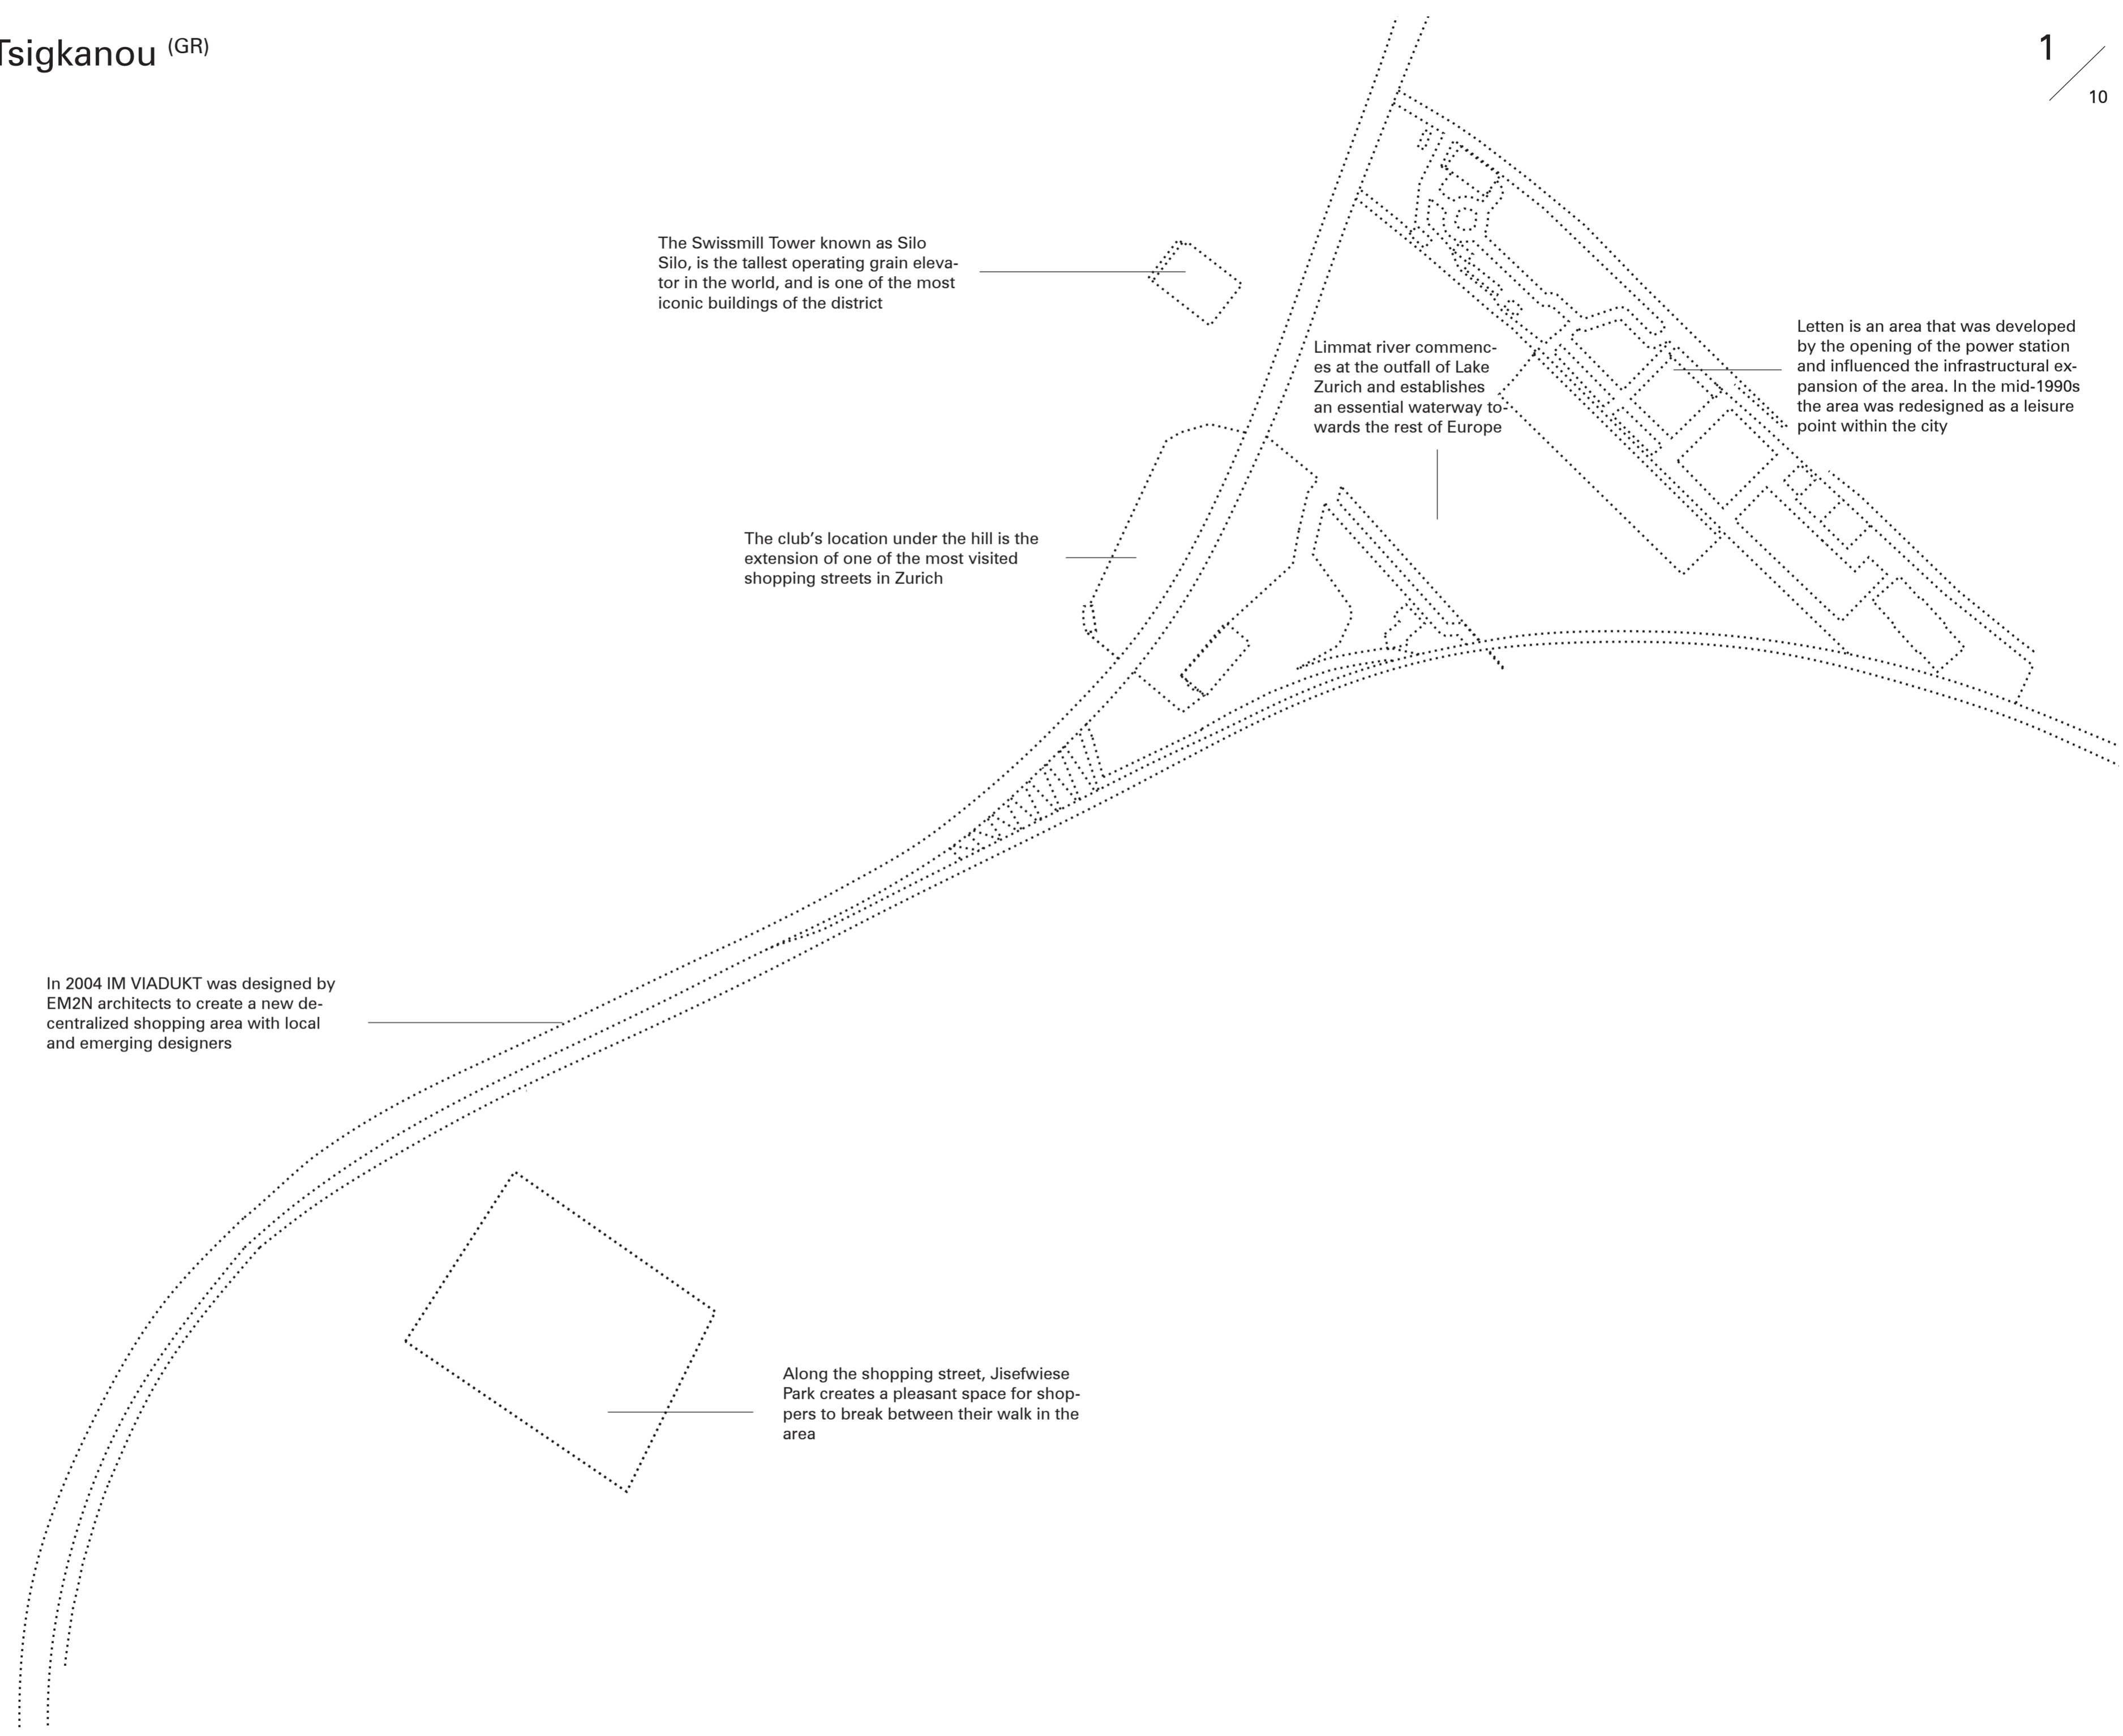 Tsigkanou (GR)
1
10
The Swissmill Tower known as Silo
Silo, is the tallest operating grain eleva-
tor in the world, and is one of the most
iconic buildings of the district
Limmat river commenc-
es at the outfall of Lake
Zurich and establishes
an essential waterway to-
wards the rest of Europe
Letten is an area that was developed
by the opening of the power station
and influenced the infrastructural ex-
pansion of the area. In the mid-1990s
the area was redesigned as a leisure
point within the city
The club’s location under the hill is the
extension of one of the most visited
shopping streets in Zurich
In 2004 IM VIADUKT was designed by
EM2N architects to create a new de-
centralized shopping area with local
and emerging designers
Along the shopping street, Jisefwiese
Park creates a pleasant space for shop-
pers to break between their walk in the
area